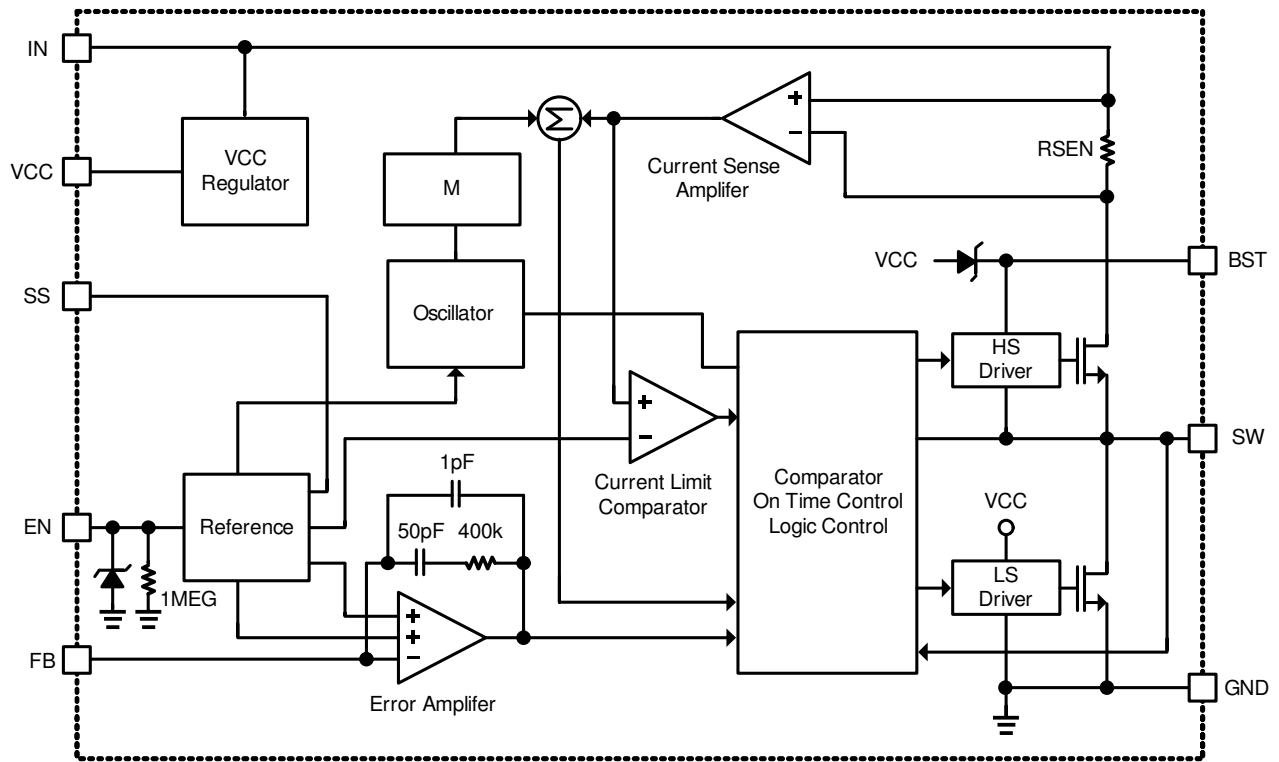 IN
VCC
Regulator
VCC
M
Σ
+
−
Current Sense
Amplifer
RSEN
VCC
BST
SS
Oscillator
HS
Driver
+
−
Current Limit
Comparator
Comparator
On Time Control
Logic Control
SW
1pF
50pF 400k
VCC
EN
Reference
1MEG
LS
Driver
+
+
−
FB
Error Amplifer
GND